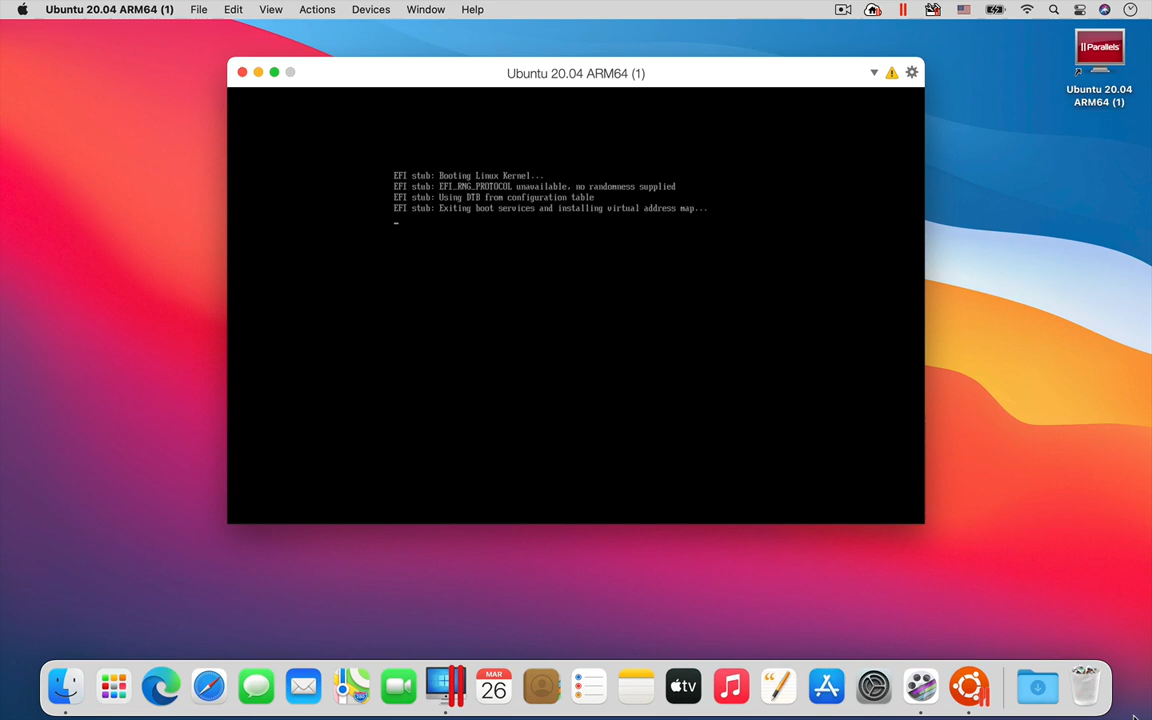 Ubuntu 20.04 ARM64 (1) File Edit View Actions Devices Window Help
Ubuntu 20.04 ARM64 (1)
|| Parallels
Ubuntu 20.04
ARM64 (1)
EFI stub: Booting Linux Kernel...
EFI stub: EFI_RNG_PROTOCOL unavailable, no randomness supplied
EFI stub: Using DTB from configuration table
EFI stub: Exiting boot services and installing virtual address map...
MAR
26
tv